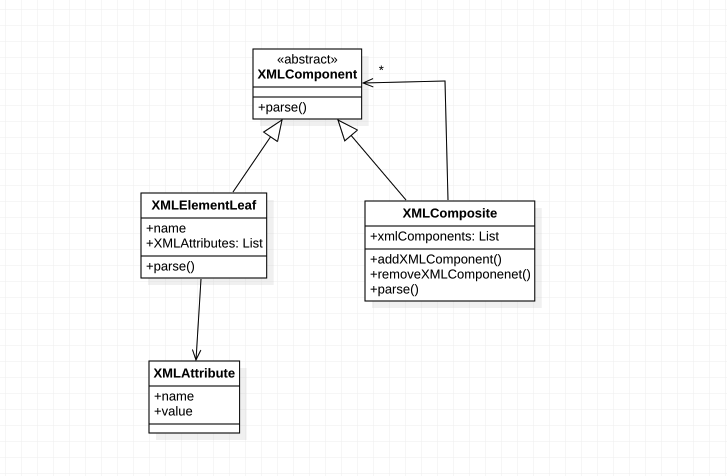 «abstract»
XMLComponent
+parse()
*
XMLElementLeaf
+name
+XMLAttributes: List
+parse()
XMLComposite
+xmlComponents: List
+addXMLComponent()
+removeXMLComponenet()
+parse()
XMLAttribute
+name
+value